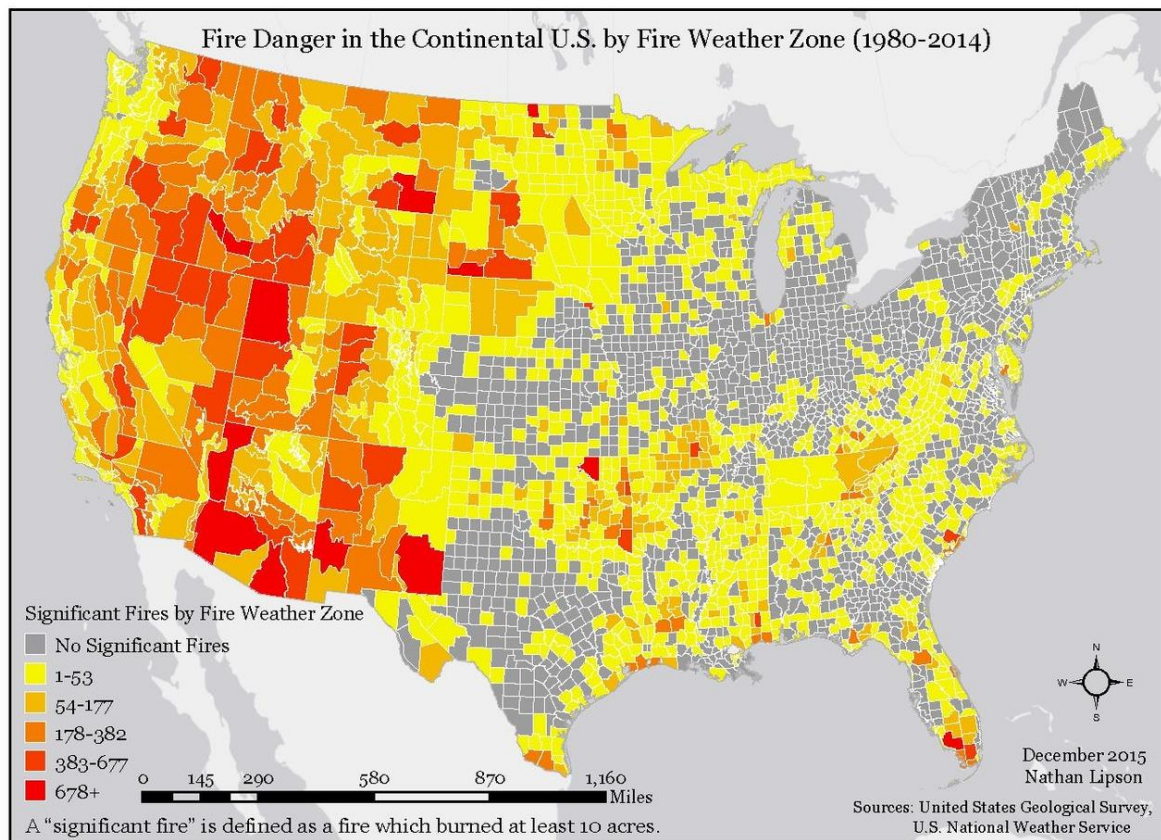 Fire Danger in the Continental U.S. by Fire Weather Zone (1980-2014)
Significant Fires by Fire Weather Zone
No Significant Fires
1-53
54-177
178-382
383-677
678+
0 145 290 580 870 1,160
Miles
A “significant fire” is defined as a fire which burned at least 10 acres.
N
W E
S
December 2015
Nathan Lipson
Sources: United States Geological Survey,
U.S. National Weather Service